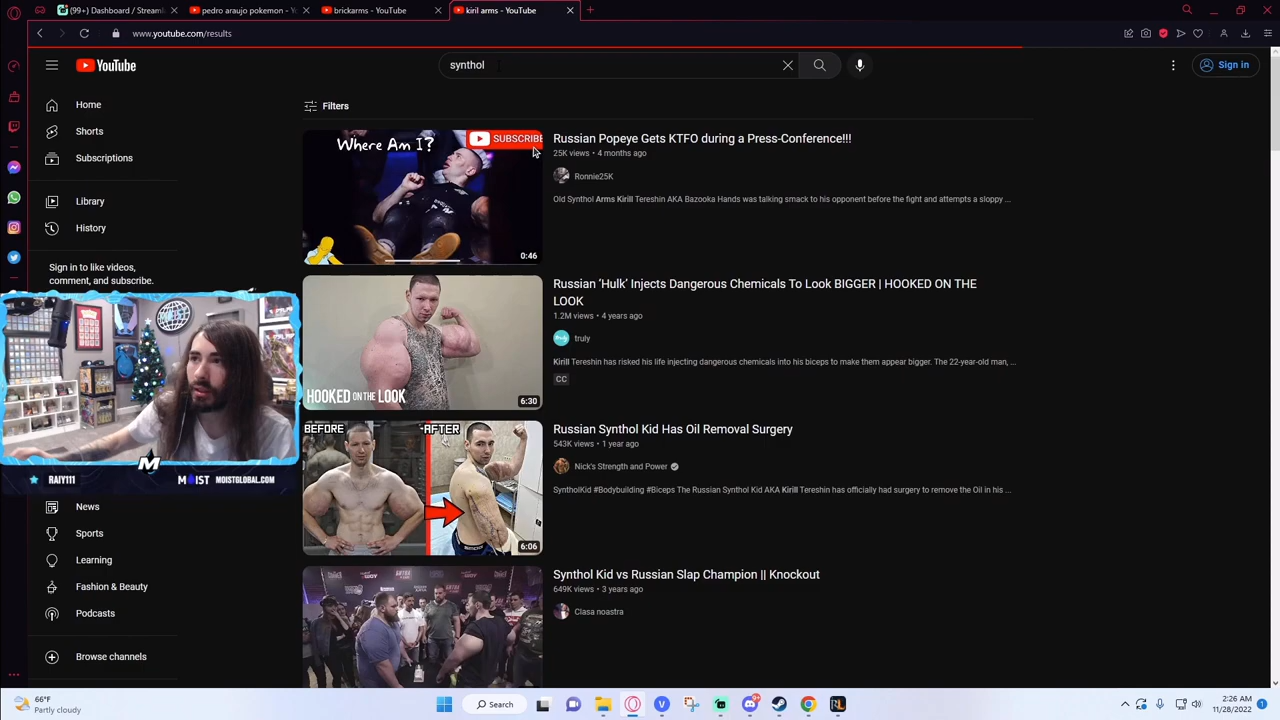 (99+) Dashboard / Streaml
pedro araujo pokemon - Yo
brickarms - YouTube
kiril arms - YouTube
www.youtube.com/results
YouTube
synthol
Sign in
Home
Shorts
Subscriptions
Library
History
Sign in to like videos,
comment, and subscribe.
RAIY111
M
MOIST
MOISTGLOBAL.COM
News
Sports
Learning
Fashion & Beauty
Podcasts
Browse channels
Filters
Where Am I?
SUBSCRIBE
0:46
Russian Popeye Gets KTFO during a Press-Conference!!!
25K views • 4 months ago
Ronnie25K
Old Synthol Arms Kirill Tereshin AKA Bazooka Hands was talking smack to his opponent before the fight and attempts a sloppy ...
HOOKED ON THE LOOK
6:30
Russian ‘Hulk’ Injects Dangerous Chemicals To Look BIGGER | HOOKED ON THE
LOOK
1.2M views • 4 years ago
truly
Kirill Tereshin has risked his life injecting dangerous chemicals into his biceps to make them appear bigger. The 22-year-old man, ...
CC
BEFORE
AFTER
6:06
Russian Synthol Kid Has Oil Removal Surgery
543K views • 1 year ago
Nick's Strength and Power
SyntholKid #Bodybuilding #Biceps The Russian Synthol Kid AKA Kirill Tereshin has officially had surgery to remove the Oil in his ...
Synthol Kid vs Russian Slap Champion || Knockout
649K views • 3 years ago
Clasa noastra
66°F
Partly cloudy
Search
2:26 AM
11/28/2022